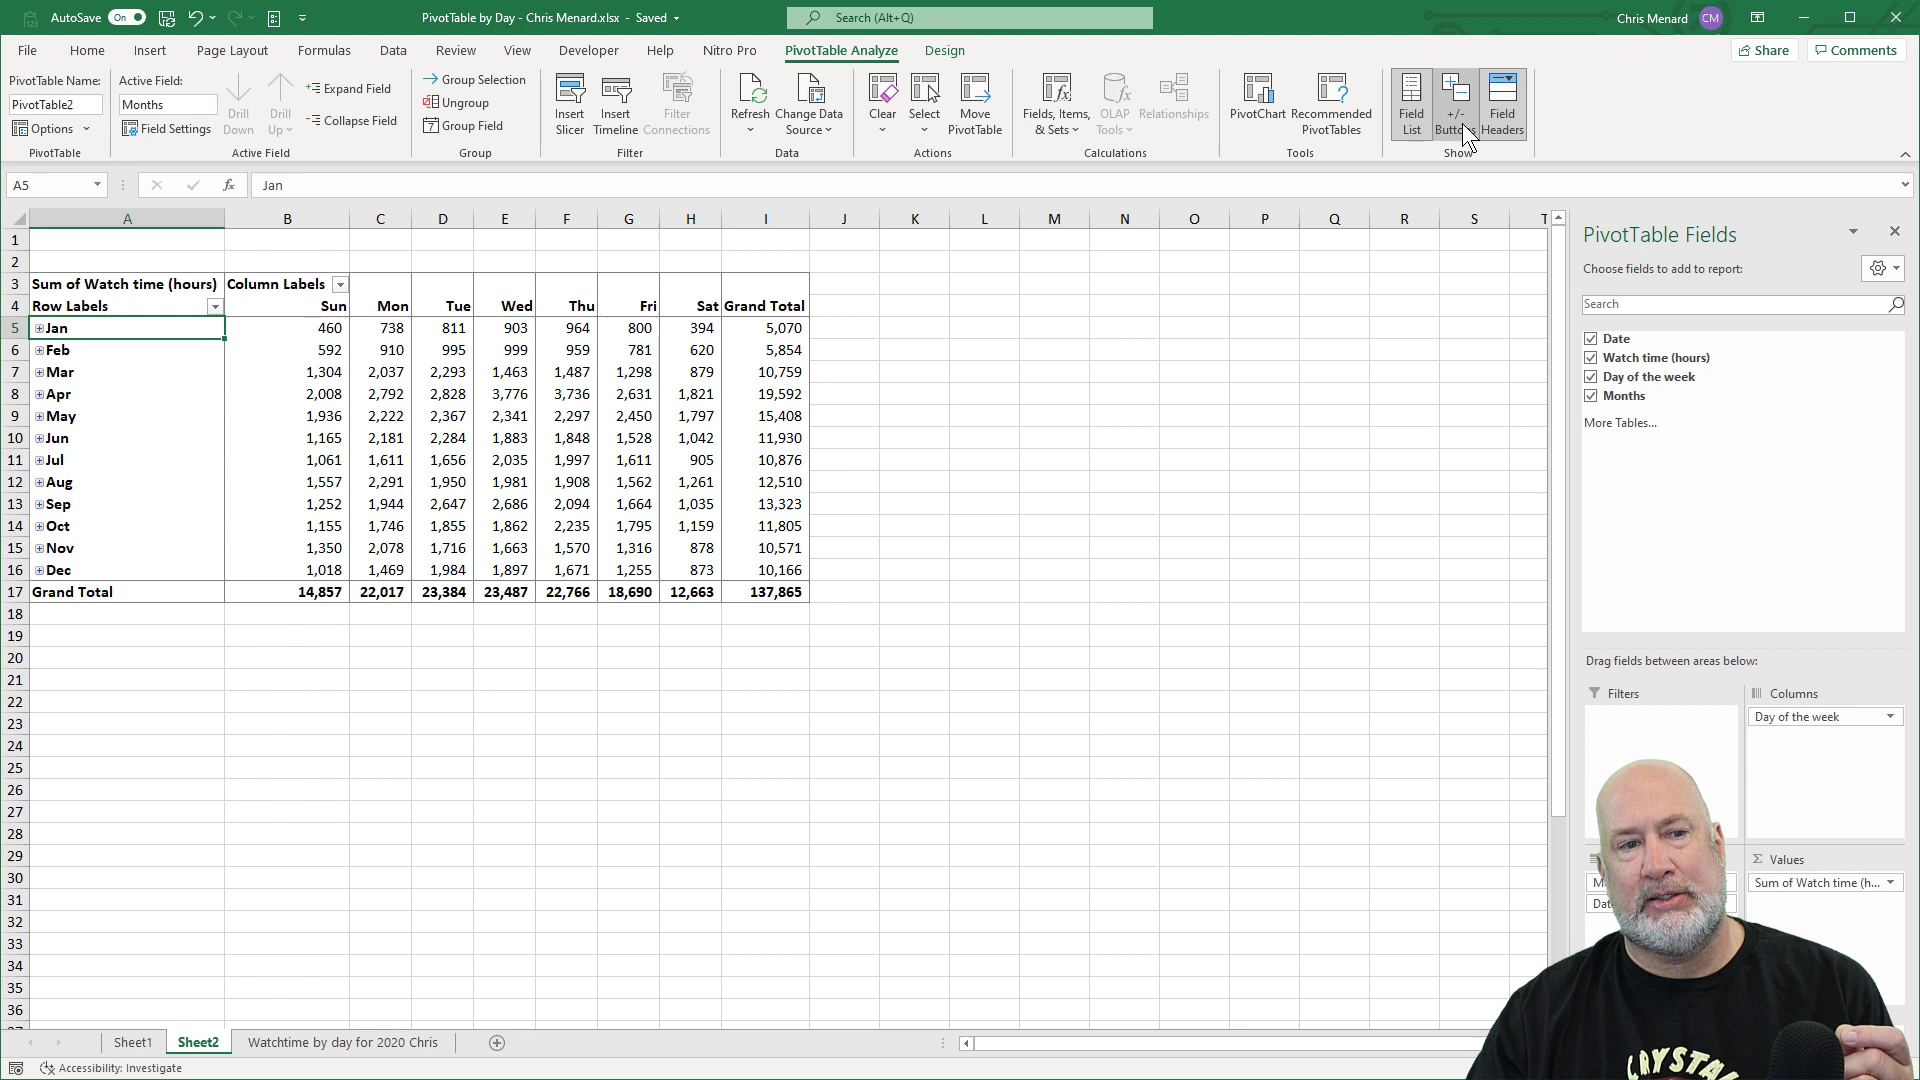 AutoSave On PivotTable by Day - Chris Menard.xlsx - Saved Search (Alt+Q) Chris Menard CM
File Home Insert Page Layout Formulas Data Review View Developer Help Nitro Pro PivotTable Analyze Design Share Comments
PivotTable Name:
PivotTable2
Options
PivotTable
Active Field:
Months
Field Settings
Drill Down
Drill Up
Expand Field
Collapse Field
Active Field
Group Selection
Ungroup
Group Field
Group
Insert Slicer
Insert Timeline
Filter Connections
Filter
Refresh
Change Data Source
Data
Clear
Select
Move PivotTable
Actions
Fields, Items, & Sets
OLAP Tools
Relationships
Calculations
PivotChart
Recommended PivotTables
Tools
Field List
+/-
Field Headers
Show
A5 fx Jan
A B C D E F G H I J K L M N O P Q R S T
1
2
3 Sum of Watch time (hours) Column Labels
4 Row Labels Sun Mon Tue Wed Thu Fri Sat Grand Total
5 Jan 460 738 811 903 964 800 394 5,070
6 Feb 592 910 995 999 959 781 620 5,854
7 Mar 1,304 2,037 2,293 1,463 1,487 1,298 879 10,759
8 Apr 2,008 2,792 2,828 3,776 3,736 2,631 1,821 19,592
9 May 1,936 2,222 2,367 2,341 2,297 2,450 1,797 15,408
10 Jun 1,165 2,181 2,284 1,883 1,848 1,528 1,042 11,930
11 Jul 1,061 1,611 1,656 2,035 1,997 1,611 905 10,876
12 Aug 1,557 2,291 1,950 1,981 1,908 1,562 1,261 12,510
13 Sep 1,252 1,944 2,647 2,686 2,094 1,664 1,035 13,323
14 Oct 1,155 1,746 1,855 1,862 2,235 1,795 1,159 11,805
15 Nov 1,350 2,078 1,716 1,663 1,570 1,316 878 10,571
16 Dec 1,018 1,469 1,984 1,897 1,671 1,255 873 10,166
17 Grand Total 14,857 22,017 23,384 23,487 22,766 18,690 12,663 137,865
18
19
20
21
22
23
24
25
26
27
28
29
30
31
32
33
34
35
36
PivotTable Fields
Choose fields to add to report:
Search
Date
Watch time (hours)
Day of the week
Months
More Tables...
Drag fields between areas below:
Filters
Columns
Day of the week
Values
Sum of Watch time (h...
Sheet1 Sheet2 Watchtime by day for 2020 Chris
Accessibility: Investigate